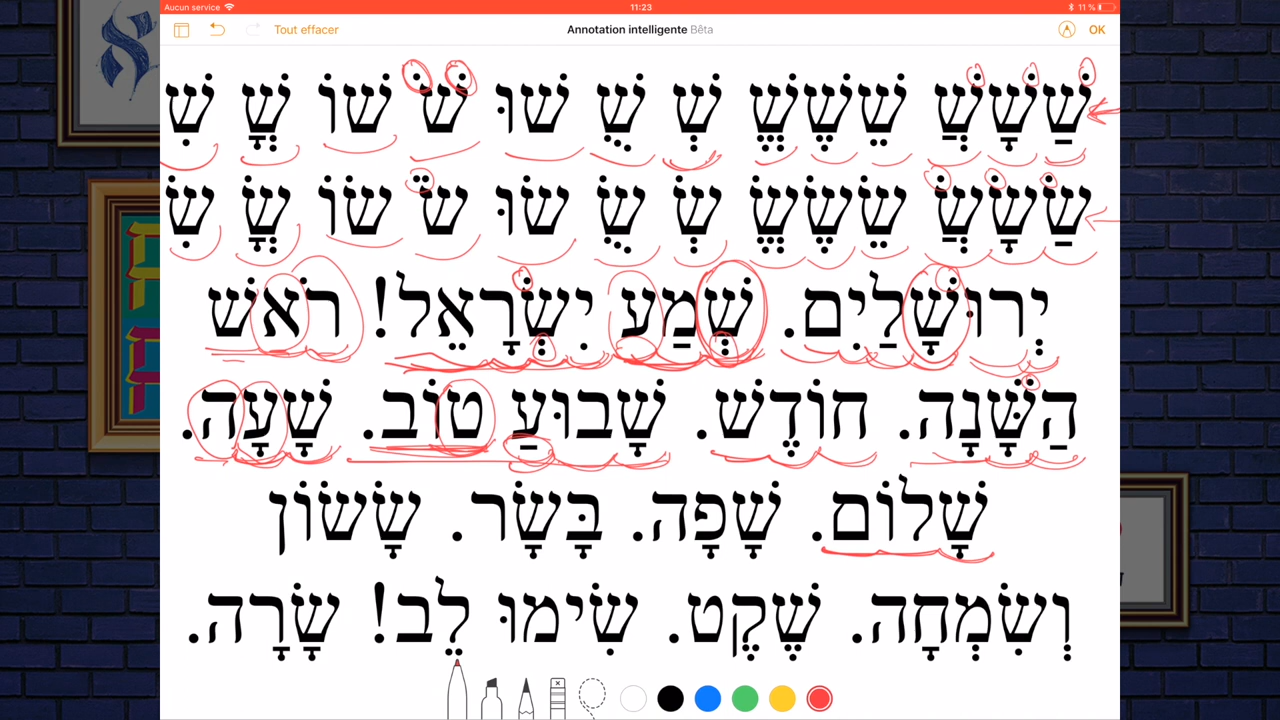 Aucun service 11:23 11 %
Tout effacer Annotation intelligente Bêta OK
שַׁ שָׁ שֲׁ שֵׁ שֶׁ שֱׁ שְׁ שֻׁ שׁוּ שֹׁ שׁוֹ שֳׁ שִׁ
שַׂ שָׂ שֲׂ שֵׂ שֶׂ שֱׂ שְׂ שֻׂ שׂוּ שֹׂ שׂוֹ שֳׂ שִׂ
יְרוּשָׁלַיִם. שְׁמַע יִשְׂרָאֵל! רֹאשׁ
הַשָּׁנָה. חוֹדֶשׁ. שָׁבוּעַ טוֹב. שָׁעָה.
שָׁלוֹם. שָׁפָה. בָּשָׂר. שָׂשׂוֹן
וְשִׂמְחָה. שֶׁקֶט. שִׂימוּ לֵב! שָׂרָה.